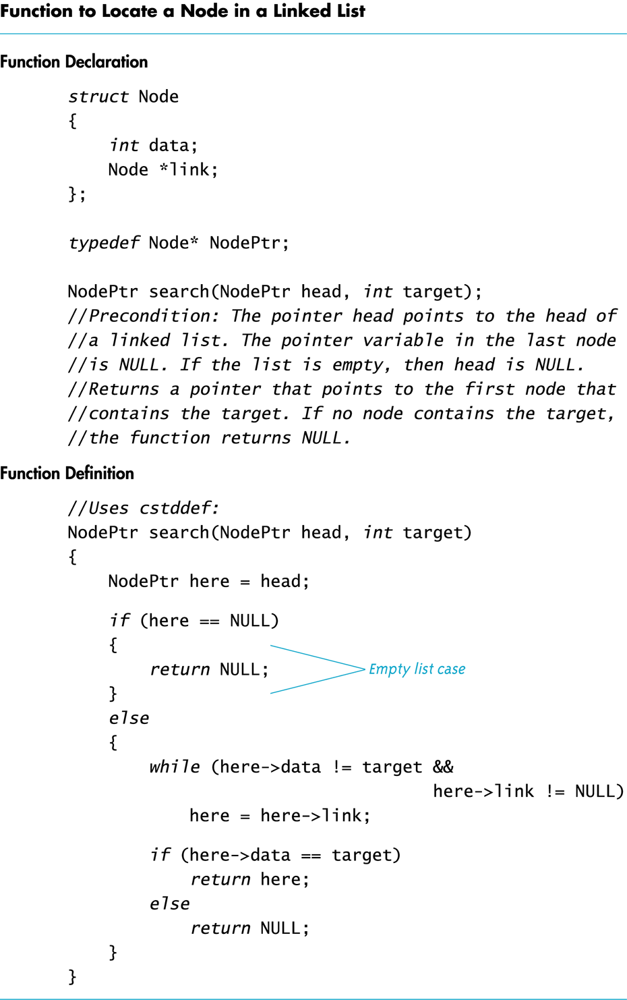 Function to Locate a Node in a Linked List
Function Declaration
struct Node
{
int data;
Node *link;
};
typedef Node* NodePtr;
NodePtr search(NodePtr head, int target);
//Precondition: The pointer head points to the head of
//a linked list. The pointer variable in the last node
//is NULL. If the list is empty, then head is NULL.
//Returns a pointer that points to the first node that
//contains the target. If no node contains the target,
//the function returns NULL.
Function Definition
//Uses cstddef:
NodePtr search(NodePtr head, int target)
{
NodePtr here = head;
if (here == NULL)
{
return NULL; Empty list case
}
else
{
while (here->data != target &&
here->link != NULL)
here = here->link;
if (here->data == target)
return here;
else
return NULL;
}
}